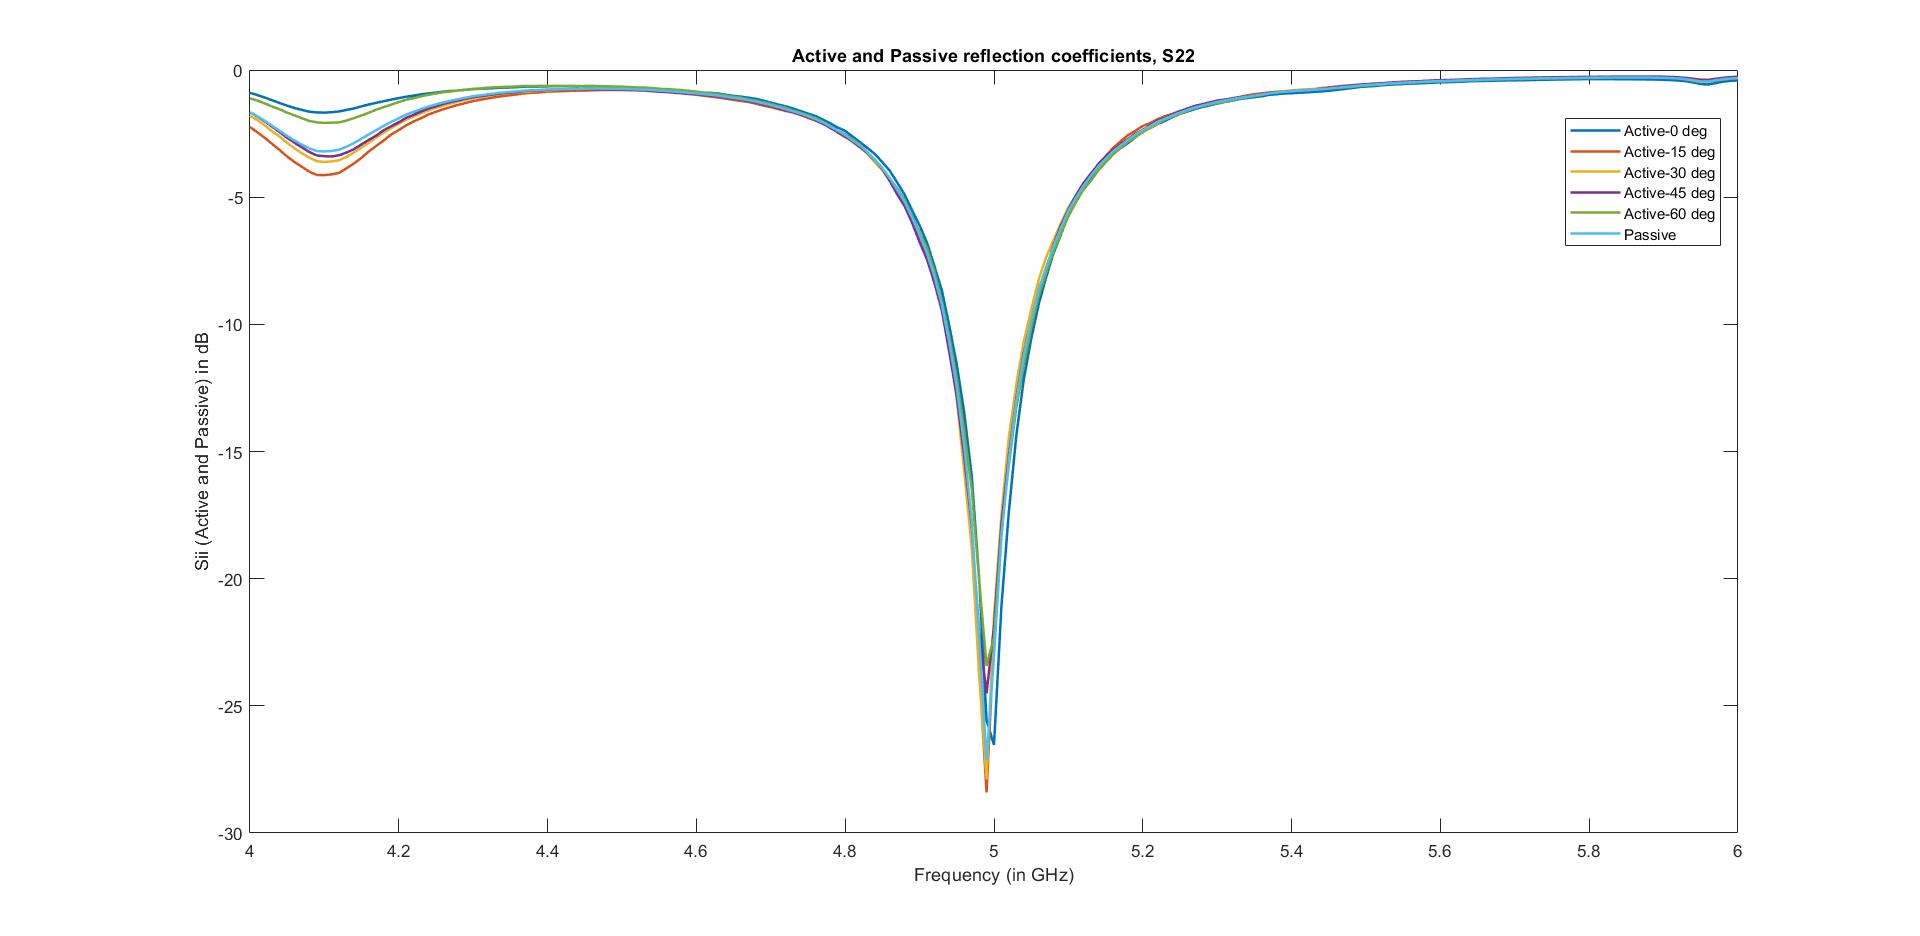 Active and Passive reflection coefficients, S22
0
-5
-10
-15
-20
-25
-30
Sii (Active and Passive) in dB
Active-0 deg
Active-15 deg
Active-30 deg
Active-45 deg
Active-60 deg
Passive
4 4.2 4.4 4.6 4.8 5 5.2 5.4 5.6 5.8 6
Frequency (in GHz)